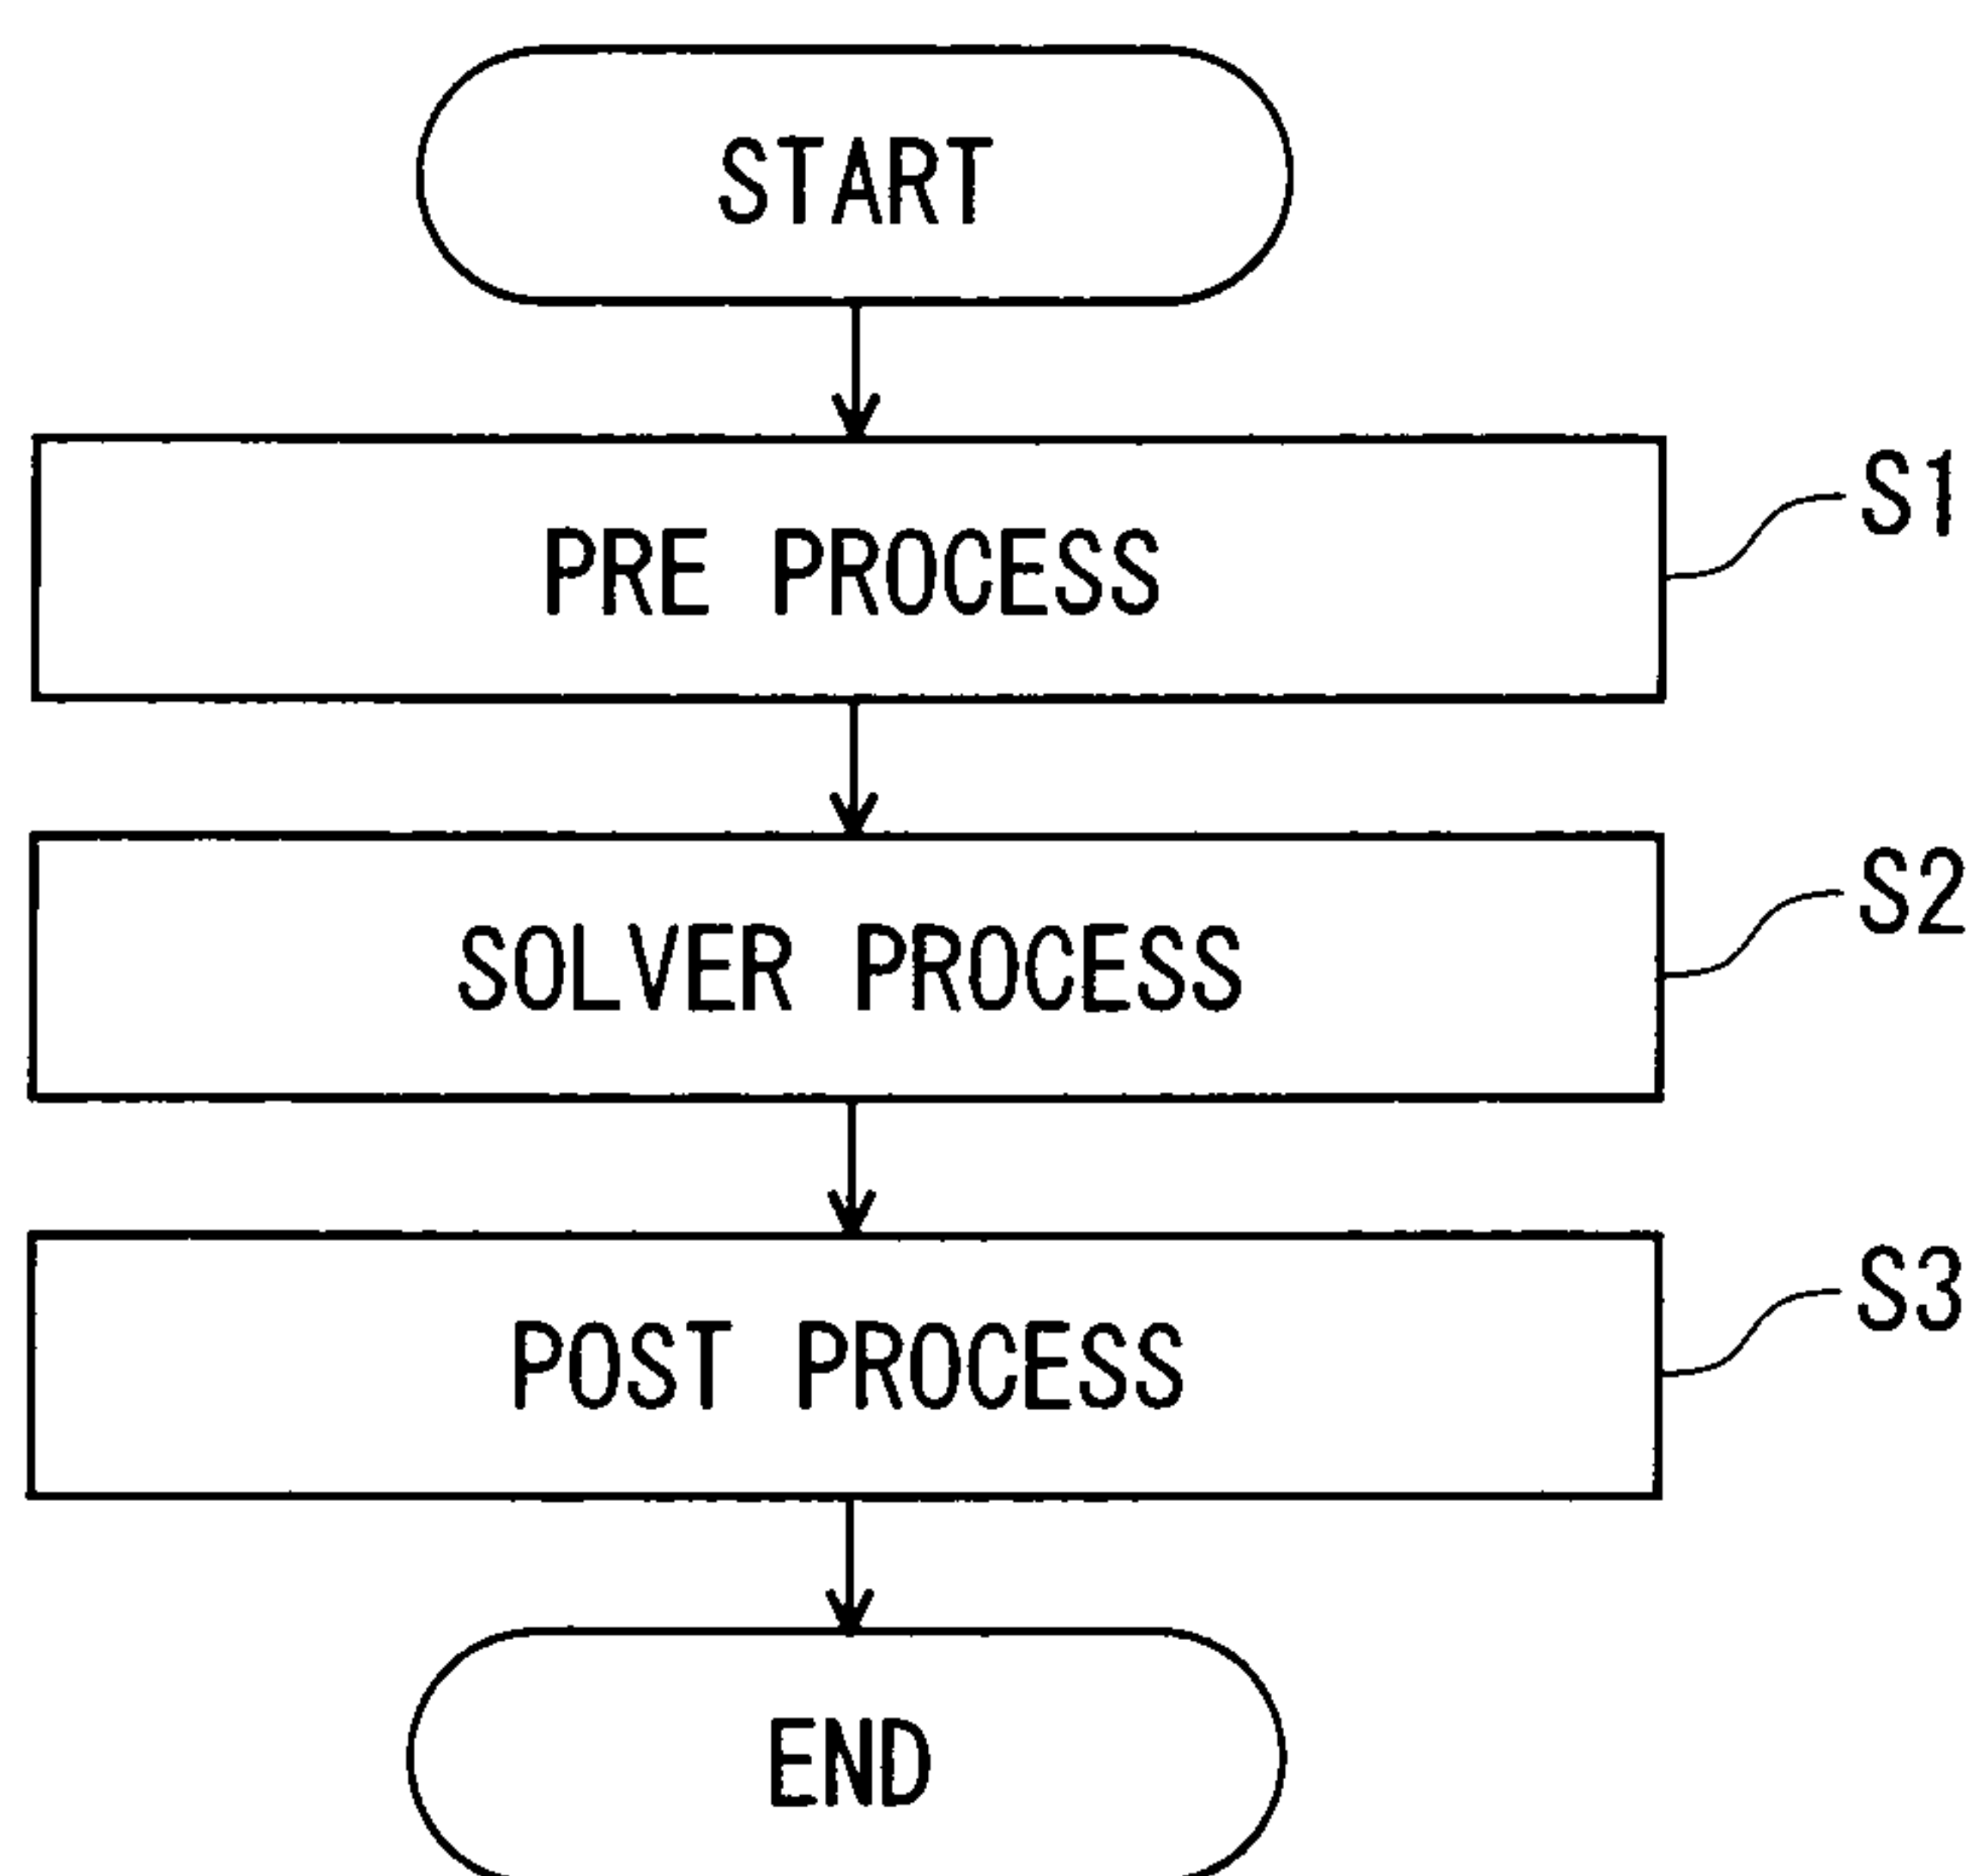 START
PRE PROCESS
S1
SOLVER PROCESS
S2
POST PROCESS
S3
END